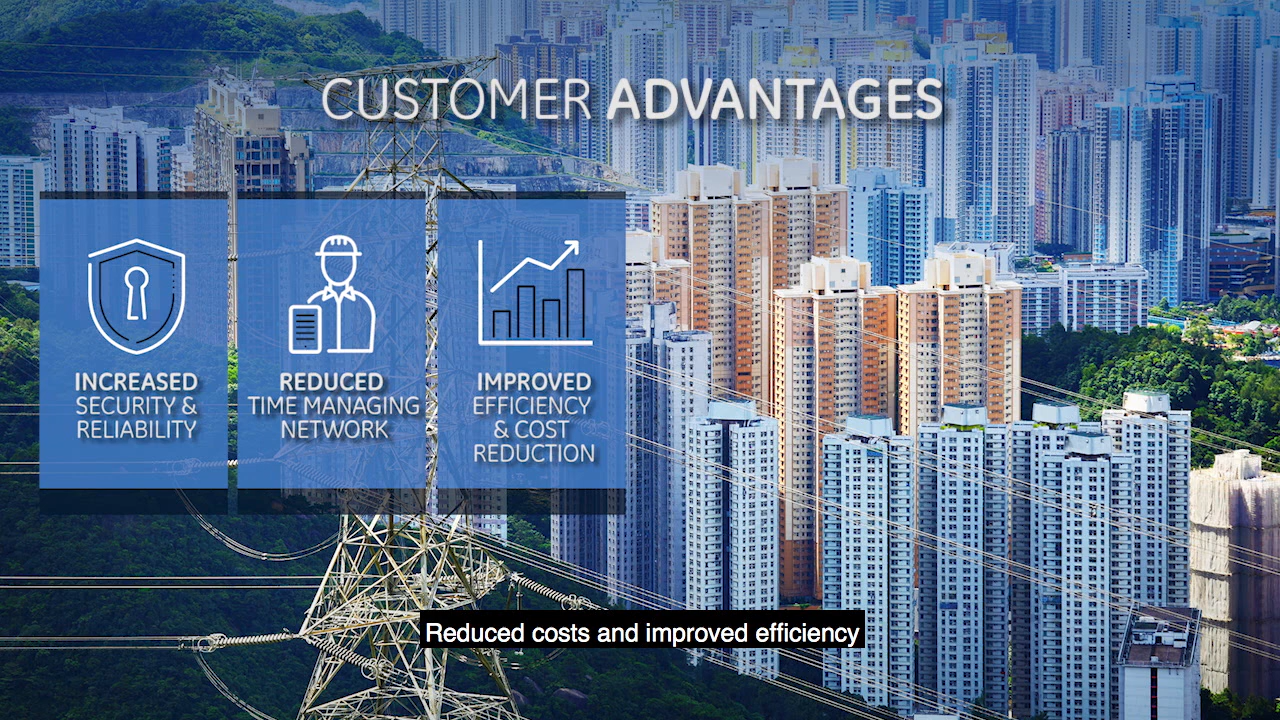 CUSTOMER ADVANTAGES
INCREASED
SECURITY &
RELIABILITY
REDUCED
TIME MANAGING
NETWORK
IMPROVED
EFFICIENCY
& COST
REDUCTION
Reduced costs and improved efficiency